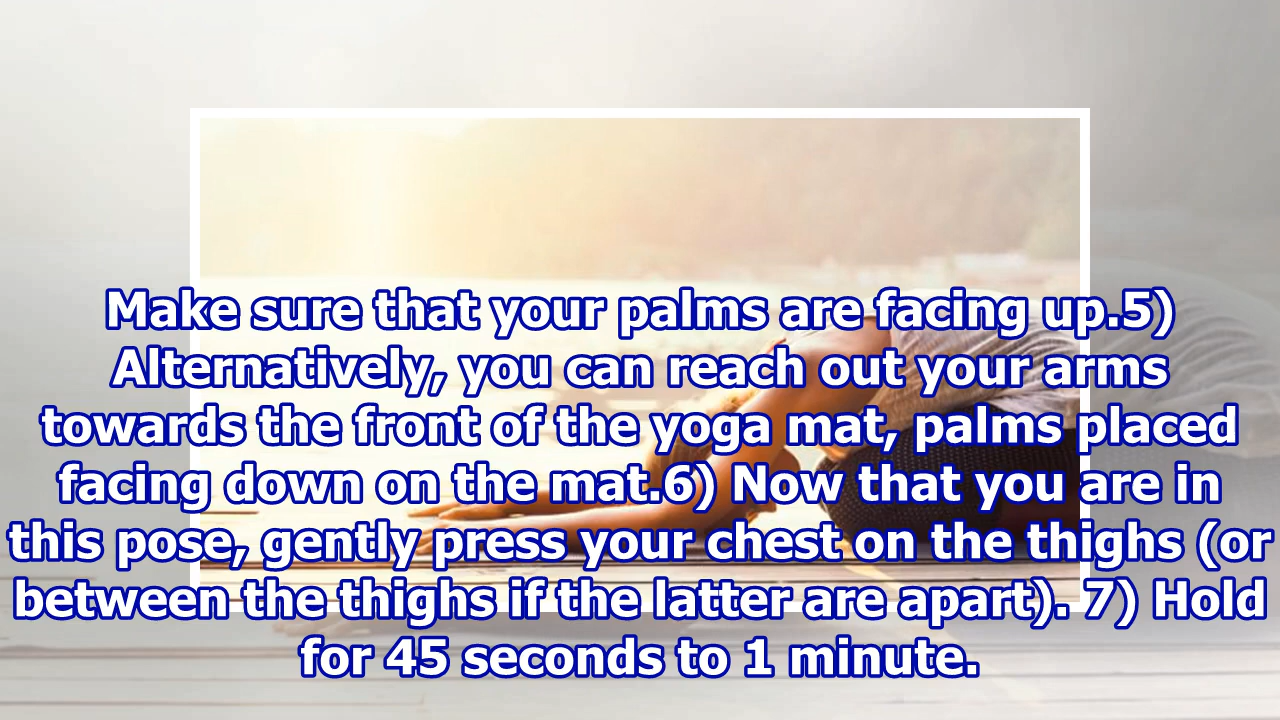 Make sure that your palms are facing up.5)
Alternatively, you can reach out your arms
towards the front of the yoga mat, palms placed
facing down on the mat.6) Now that you are in
this pose, gently press your chest on the thighs (or
between the thighs if the latter are apart). 7) Hold
for 45 seconds to 1 minute.